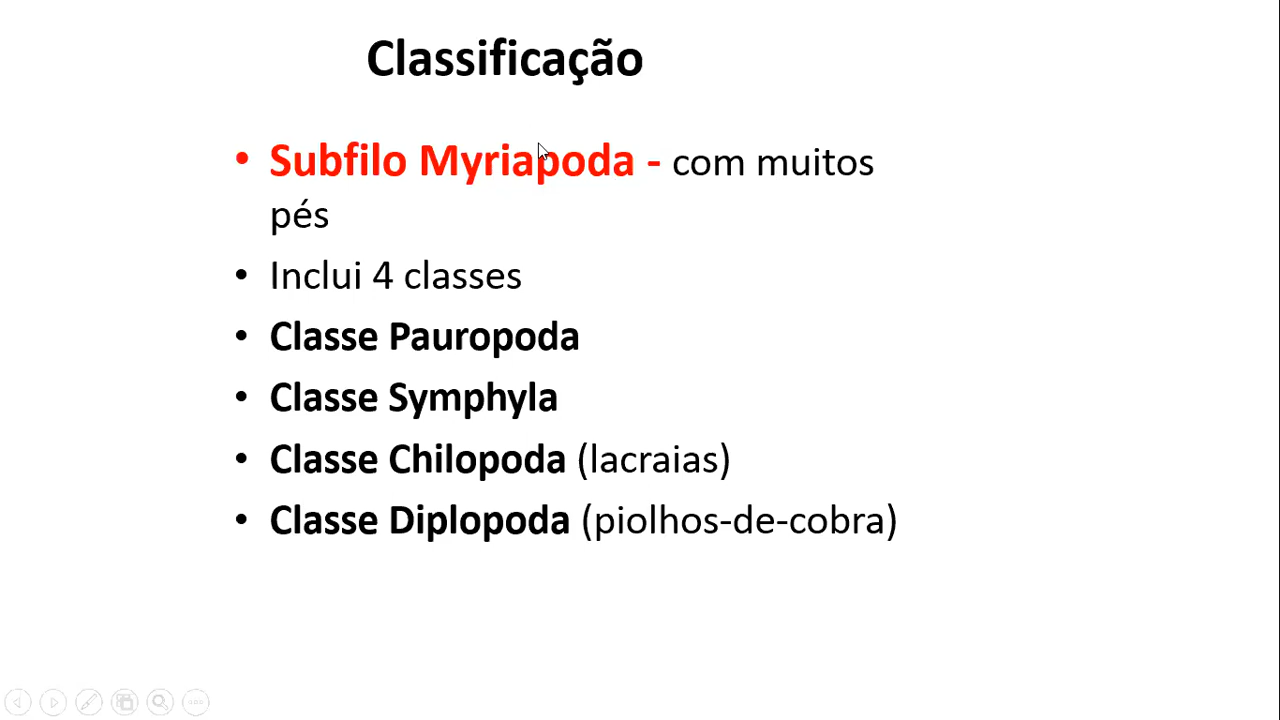 Classificação
• Subfilo Myriapoda - com muitos
pés
• Inclui 4 classes
• Classe Pauropoda
• Classe Symphyla
• Classe Chilopoda (lacraias)
• Classe Diplopoda (piolhos-de-cobra)